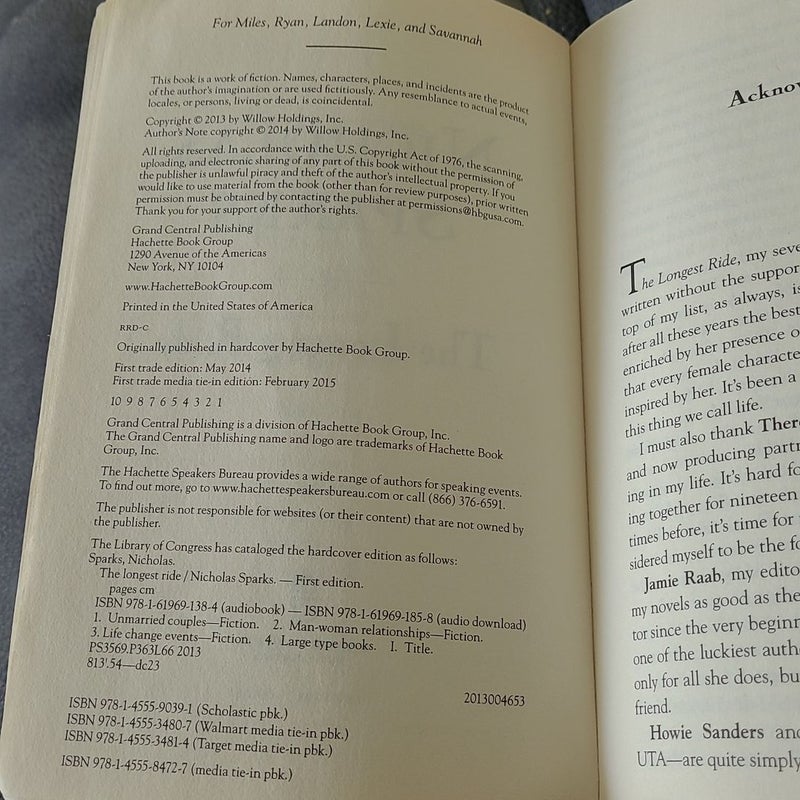 For Miles, Ryan, Landon, Lexie, and Savannah
This book is a work of fiction. Names, characters, places, and incidents are the product
of the author's imagination or are used fictitiously. Any resemblance to actual events,
locales, or persons, living or dead, is coincidental.
Copyright © 2013 by Willow Holdings, Inc.
Author's Note copyright © 2014 by Willow Holdings, Inc.
All rights reserved. In accordance with the U.S. Copyright Act of 1976, the scanning,
uploading, and electronic sharing of any part of this book without the permission of
the publisher is unlawful piracy and theft of the author's intellectual property. If you
would like to use material from the book (other than for review purposes), prior written
permission must be obtained by contacting the publisher at permissions@hbgusa.com.
Thank you for your support of the author's rights.
Grand Central Publishing
Hachette Book Group
1290 Avenue of the Americas
New York, NY 10104
www.HachetteBookGroup.com
Printed in the United States of America
RRD-C
Originally published in hardcover by Hachette Book Group.
First trade edition: May 2014
First trade media tie-in edition: February 2015
10 9 8 7 6 5 4 3 2 1
Grand Central Publishing is a division of Hachette Book Group, Inc.
The Grand Central Publishing name and logo are trademarks of Hachette Book
Group, Inc.
The Hachette Speakers Bureau provides a wide range of authors for speaking events.
To find out more, go to www.hachettespeakersbureau.com or call (866) 376-6591.
The publisher is not responsible for websites (or their content) that are not owned by
the publisher.
The Library of Congress has cataloged the hardcover edition as follows:
Sparks, Nicholas.
The longest ride / Nicholas Sparks. — First edition.
pages cm
ISBN 978-1-61969-138-4 (audiobook) — ISBN 978-1-61969-185-8 (audio download)
1. Unmarried couples—Fiction. 2. Man-woman relationships—Fiction.
3. Life change events—Fiction. 4. Large type books. I. Title.
PS3569.P363L66 2013
813'.54—dc23
2013004653
ISBN 978-1-4555-9039-1 (Scholastic pbk.)
ISBN 978-1-4555-3480-7 (Walmart media tie-in pbk.)
ISBN 978-1-4555-3481-4 (Target media tie-in pbk.)
ISBN 978-1-4555-8472-7 (media tie-in pbk.)
Acknow
The Longest Ride, my seve
written without the suppor
top of my list, as always, is
after all these years the best
enriched by her presence o
that every female characte
inspired by her. It's been a
this thing we call life.
I must also thank There
and now producing partr
ing in my life. It's hard fo
ing together for nineteen
times before, it's time for
sidered myself to be the fo
Jamie Raab, my edito
my novels as good as the
tor since the very beginn
one of the luckiest auth
only for all she does, bu
friend.
Howie Sanders and
UTA—are quite simply